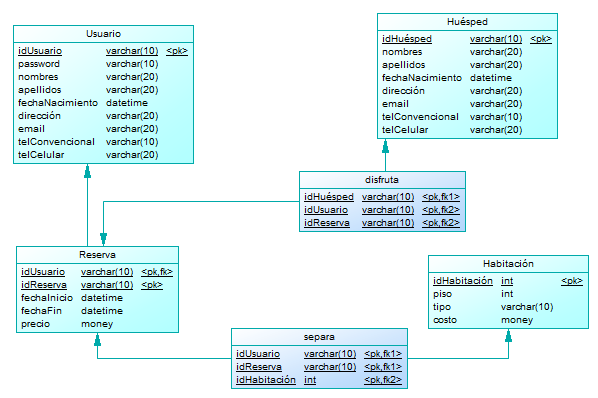 Usuario
idUsuario varchar(10) <pk>
password varchar(10)
nombres varchar(20)
apellidos varchar(20)
fechaNacimiento datetime
dirección varchar(20)
email varchar(20)
telConvencional varchar(10)
telCelular varchar(20)
Huésped
idHuésped varchar(10) <pk>
nombres varchar(20)
apellidos varchar(20)
fechaNacimiento datetime
dirección varchar(20)
email varchar(20)
telConvencional varchar(10)
telCelular varchar(20)
disfruta
idHuésped varchar(10) <pk,fk1>
idUsuario varchar(10) <pk,fk2>
idReserva varchar(10) <pk,fk2>
Reserva
idUsuario varchar(10) <pk,fk>
idReserva varchar(10) <pk>
fechaInicio datetime
fechaFin datetime
precio money
Habitación
idHabitación int <pk>
piso int
tipo varchar(10)
costo money
separa
idUsuario varchar(10) <pk,fk1>
idReserva varchar(10) <pk,fk1>
idHabitación int <pk,fk2>